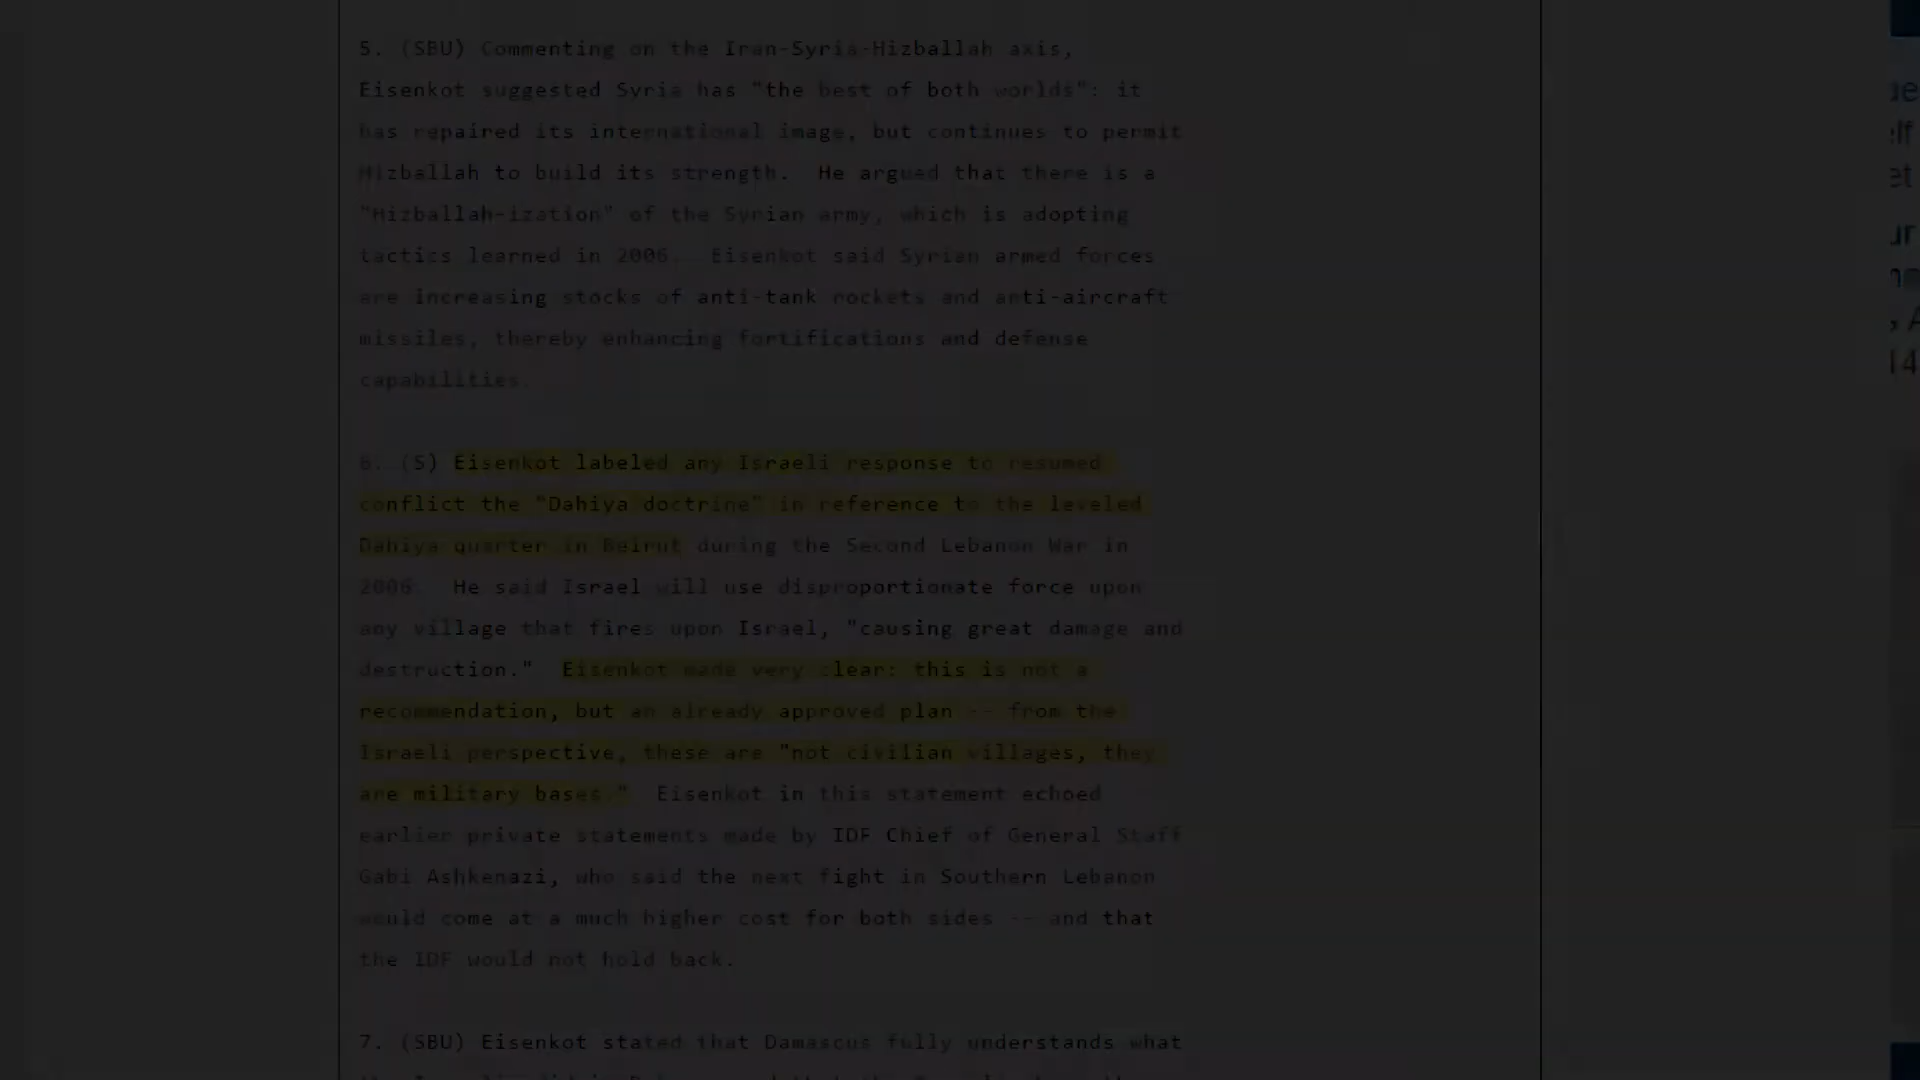 5. (SBU) Commenting on the Iran-Syria-Hizballah axis,
Eisenkot suggested Syria has "the best of both worlds": it
has repaired its international image, but continues to permit
Hizballah to build its strength.  He argued that there is a
"Hizballah-ization" of the Syrian army, which is adopting
tactics learned in 2006.  Eisenkot said Syrian armed forces
are increasing stocks of anti-tank rockets and anti-aircraft
missiles, thereby enhancing fortifications and defense
capabilities.
6. (S) Eisenkot labeled any Israeli response to resumed
conflict the "Dahiya doctrine" in reference to the leveled
Dahiya quarter in Beirut during the Second Lebanon War in
2006.  He said Israel will use disproportionate force upon
any village that fires upon Israel, "causing great damage and
destruction."  Eisenkot made very clear: this is not a
recommendation, but an already approved plan -- from the
Israeli perspective, these are "not civilian villages, they
are military bases."  Eisenkot in this statement echoed
earlier private statements made by IDF Chief of General Staff
Gabi Ashkenazi, who said the next fight in Southern Lebanon
would come at a much higher cost for both sides -- and that
the IDF would not hold back.
7. (SBU) Eisenkot stated that Damascus fully understands what